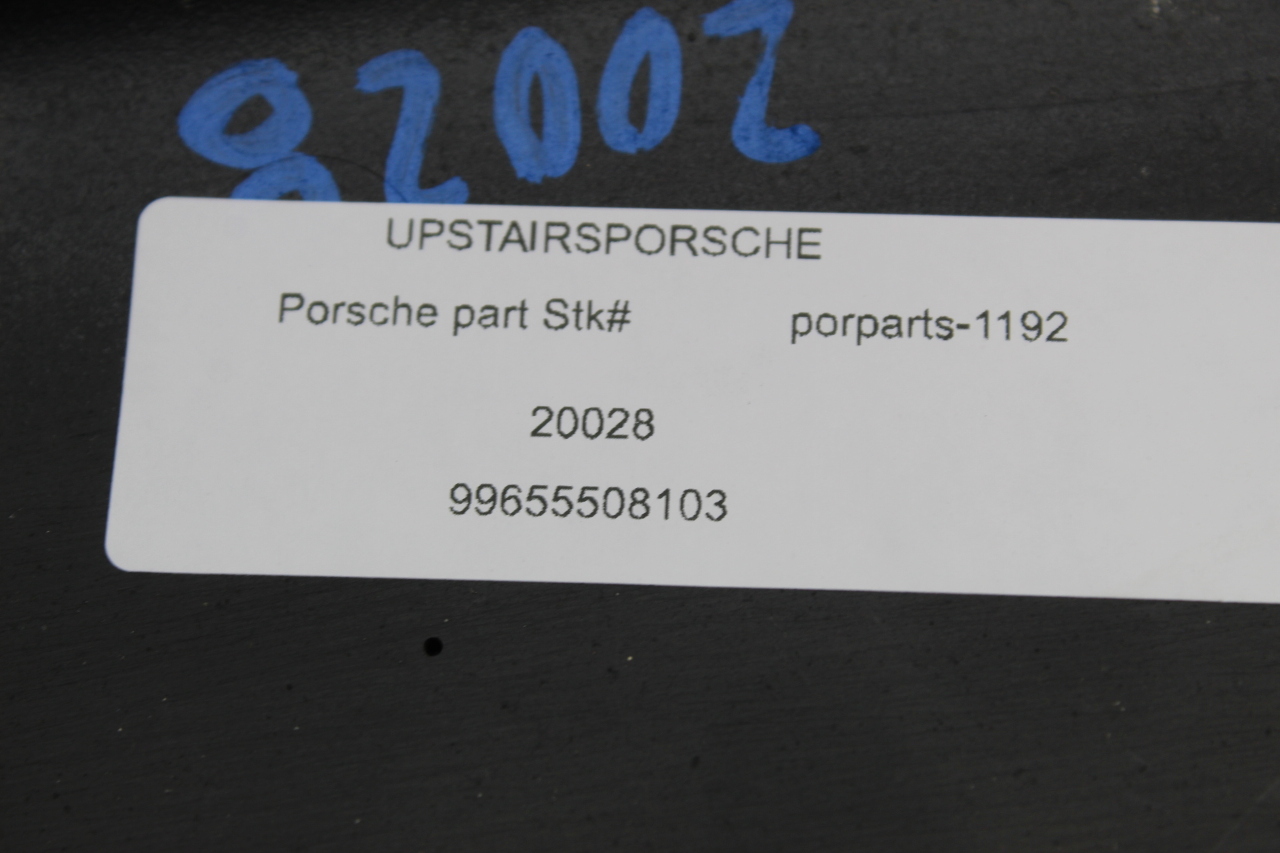 20028
UPSTAIRSPORSCHE
Porsche part Stk# porparts-1192
20028
99655508103